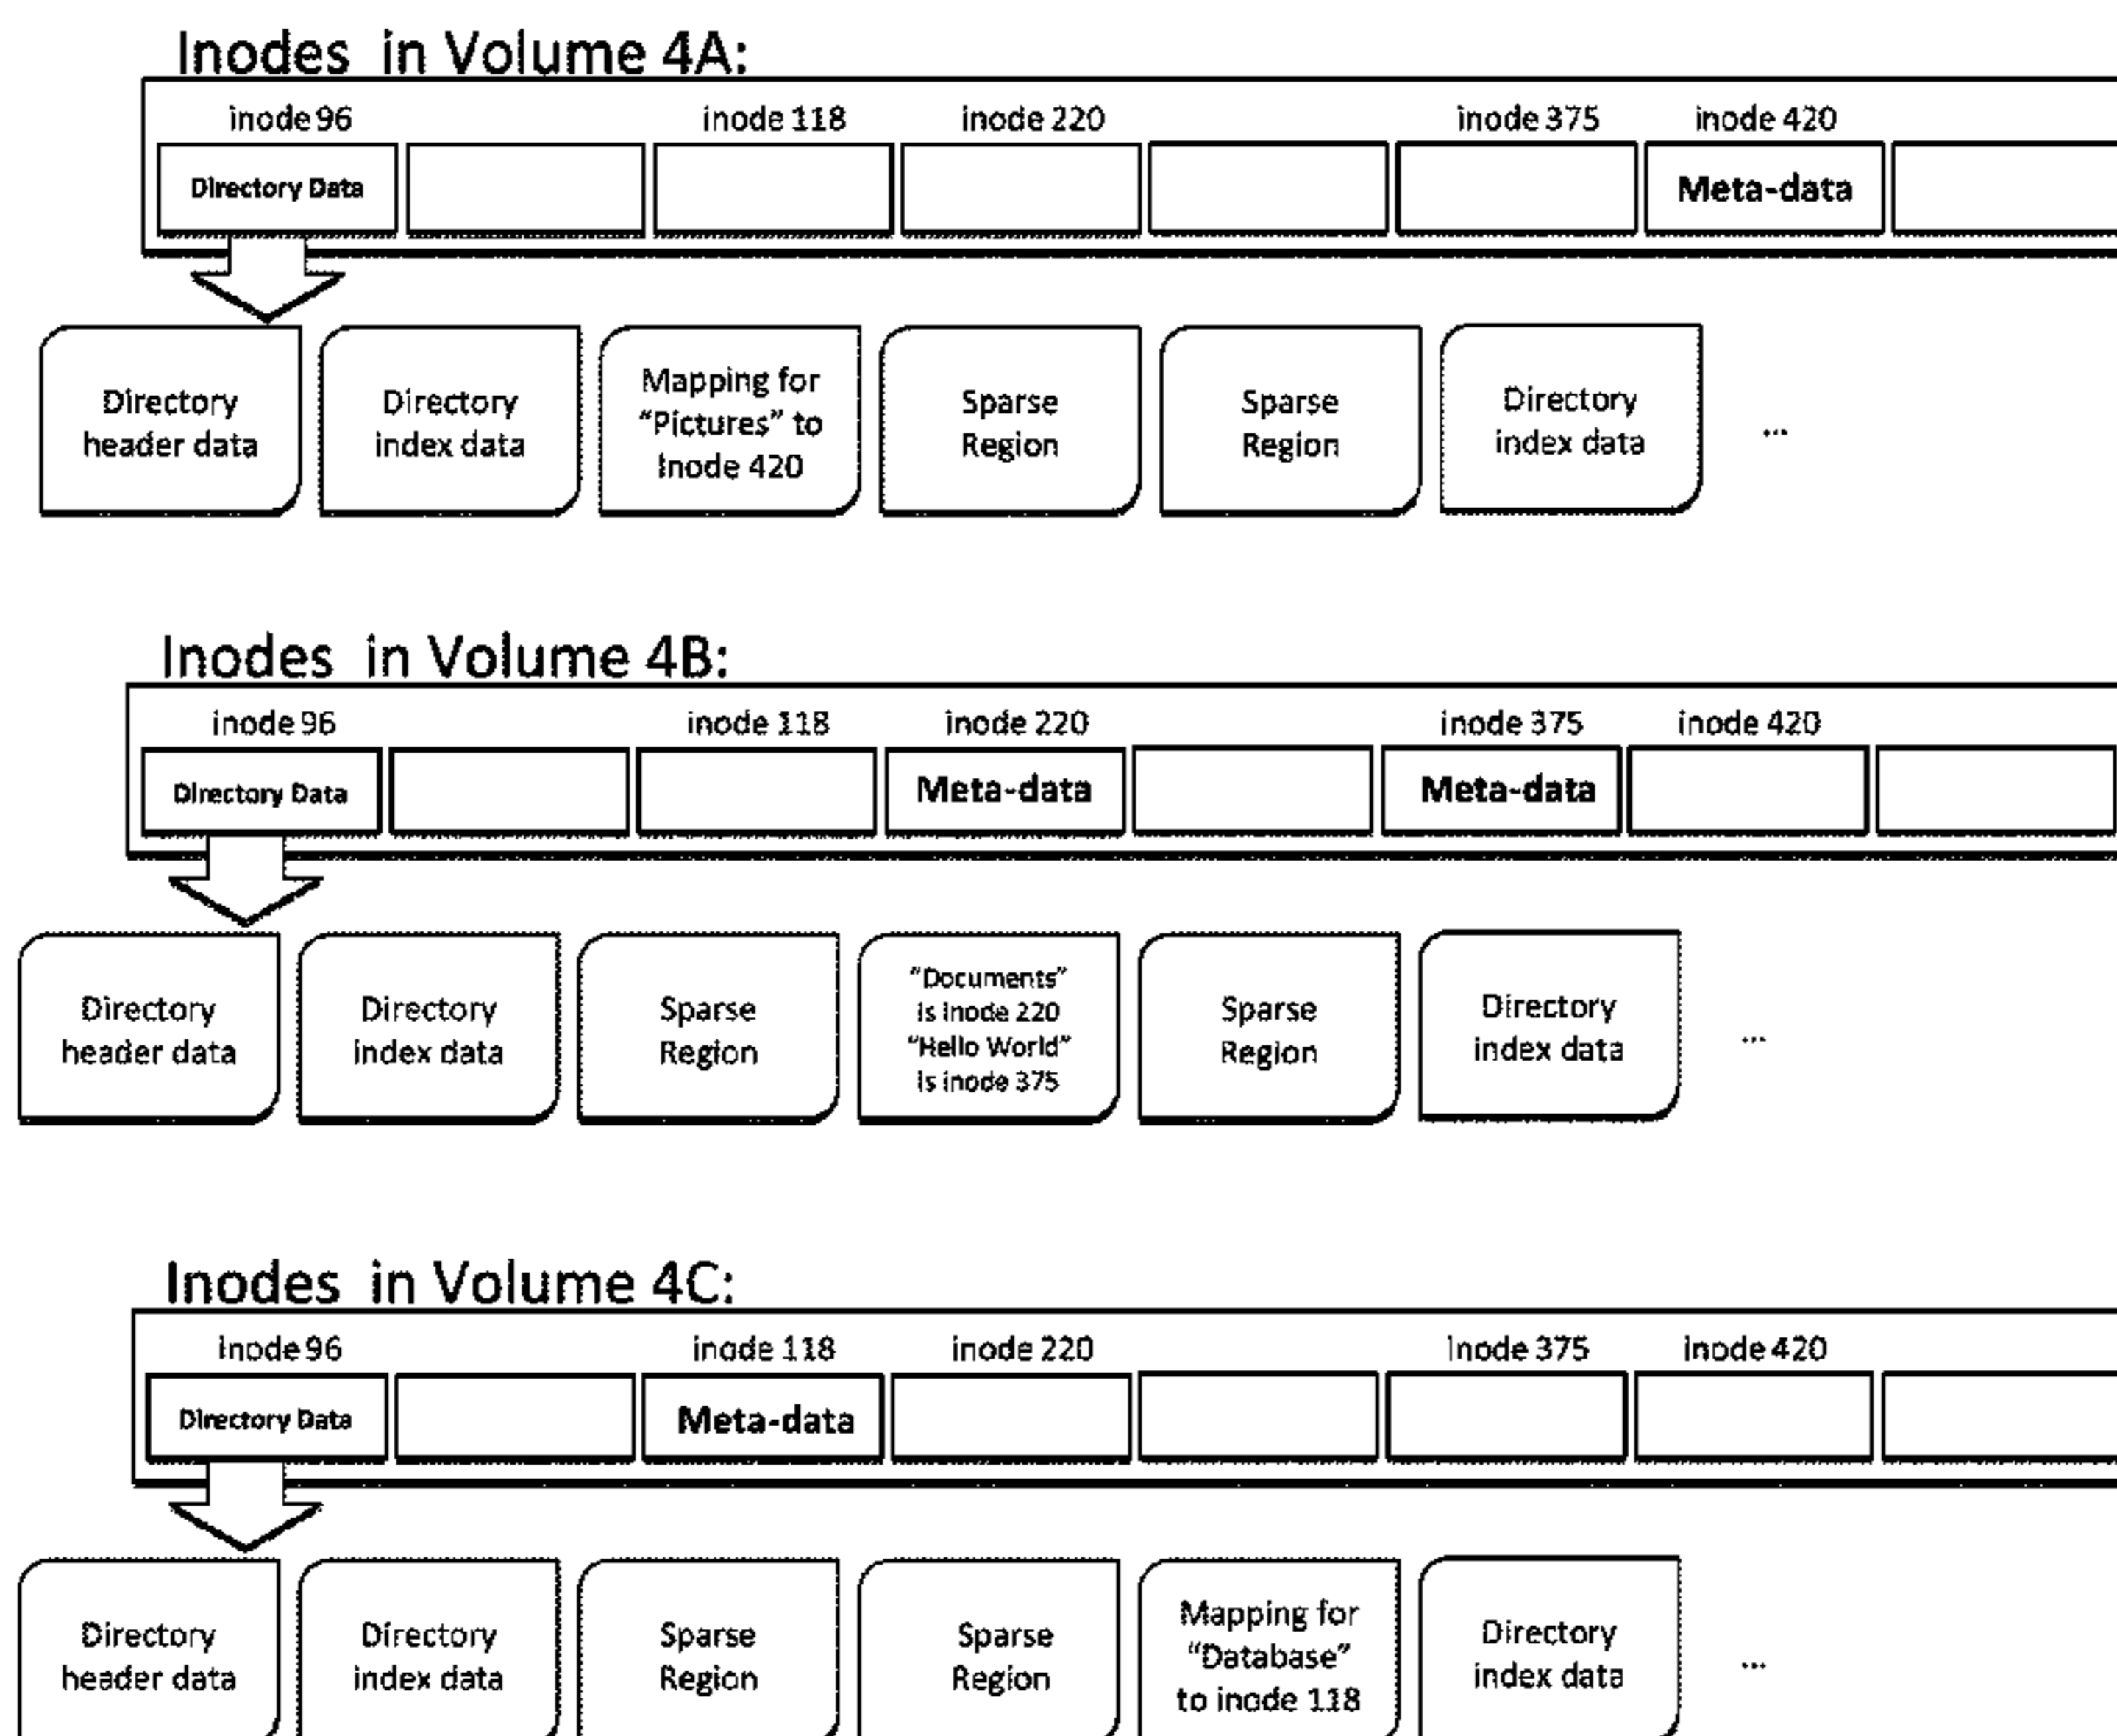 Inodes in Volume 4A:
inode 96 inode 118 inode 220 inode 375 inode 420
Directory Data Meta-data
Directory header data
Directory index data
Mapping for
"Pictures" to
Inode 420
Sparse
Region
Sparse
Region
Directory
index data
...
Inodes in Volume 4B:
inode 96 inode 118 inode 220 inode 375 inode 420
Directory Data Meta-data Meta-data
Directory
header data
Directory
index data
Sparse
Region
"Documents"
is inode 220
"Hello World"
is inode 375
Sparse
Region
Directory
index data
...
Inodes in Volume 4C:
inode 96 inode 118 inode 220 inode 375 inode 420
Directory Data Meta-data
Directory
header data
Directory
index data
Sparse
Region
Sparse
Region
Mapping for
"Database"
to inode 118
Directory
index data
...